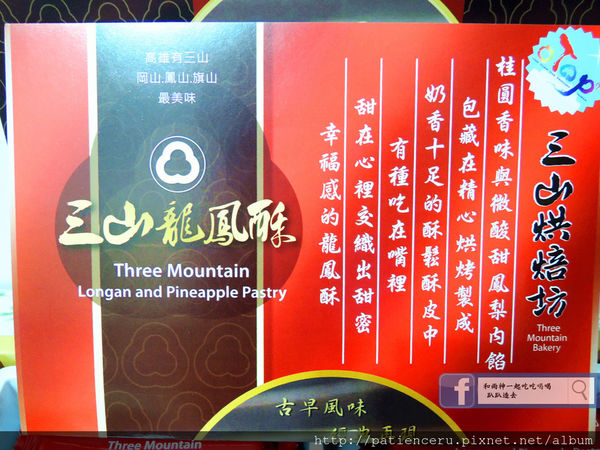 高雄有三山
岡山.鳳山.旗山
最美味
三山龍鳳酥
Three Mountain
Longan and Pineapple Pastry
三山烘焙坊
Three
Mountain
Bakery
桂圓香味與微酸甜鳳梨內餡
包藏在精心烘烤製成
奶香十足的酥鬆酥皮中
有種吃在嘴裡
甜在心裡交織出甜蜜
幸福感的龍鳳酥
古早風味
Three Mountain
f
和雨神一起吃吃喝喝
趴趴造去
http://patienceru.pixnet.net/album